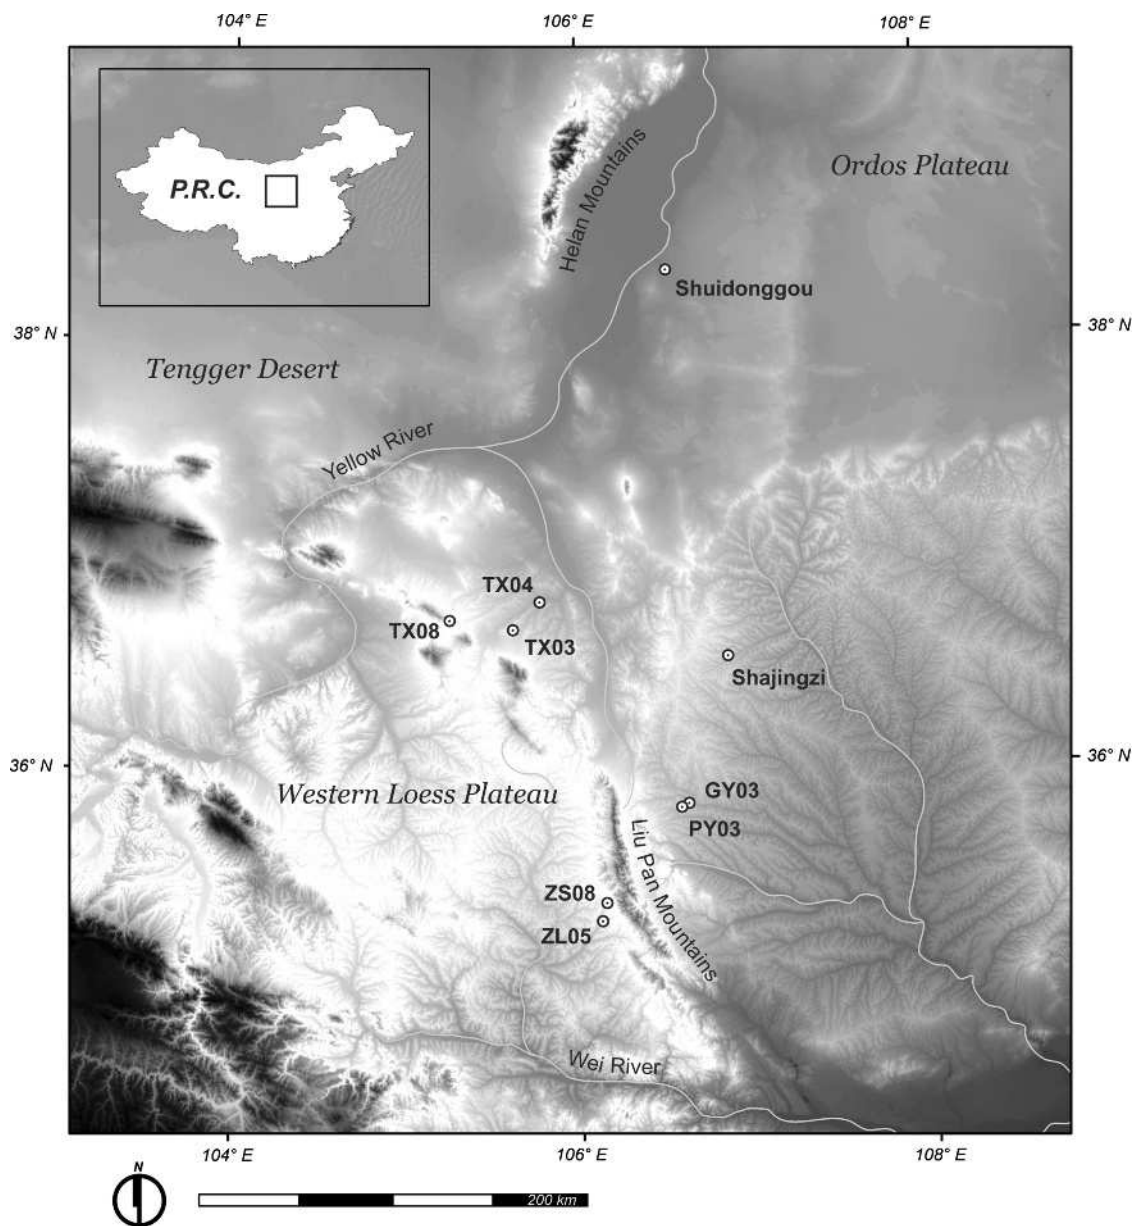 104° E
106° E
108° E
P.R.C.
Helan Mountains
Ordos Plateau
Shuidonggou
38° N
38° N
Tengger Desert
Yellow River
TX04
TX08
TX03
Shajingzi
36° N
36° N
Western Loess Plateau
GY03
PY03
Liu Pan Mountains
ZS08
ZL05
Wei River
104° E
106° E
108° E
N
200 km